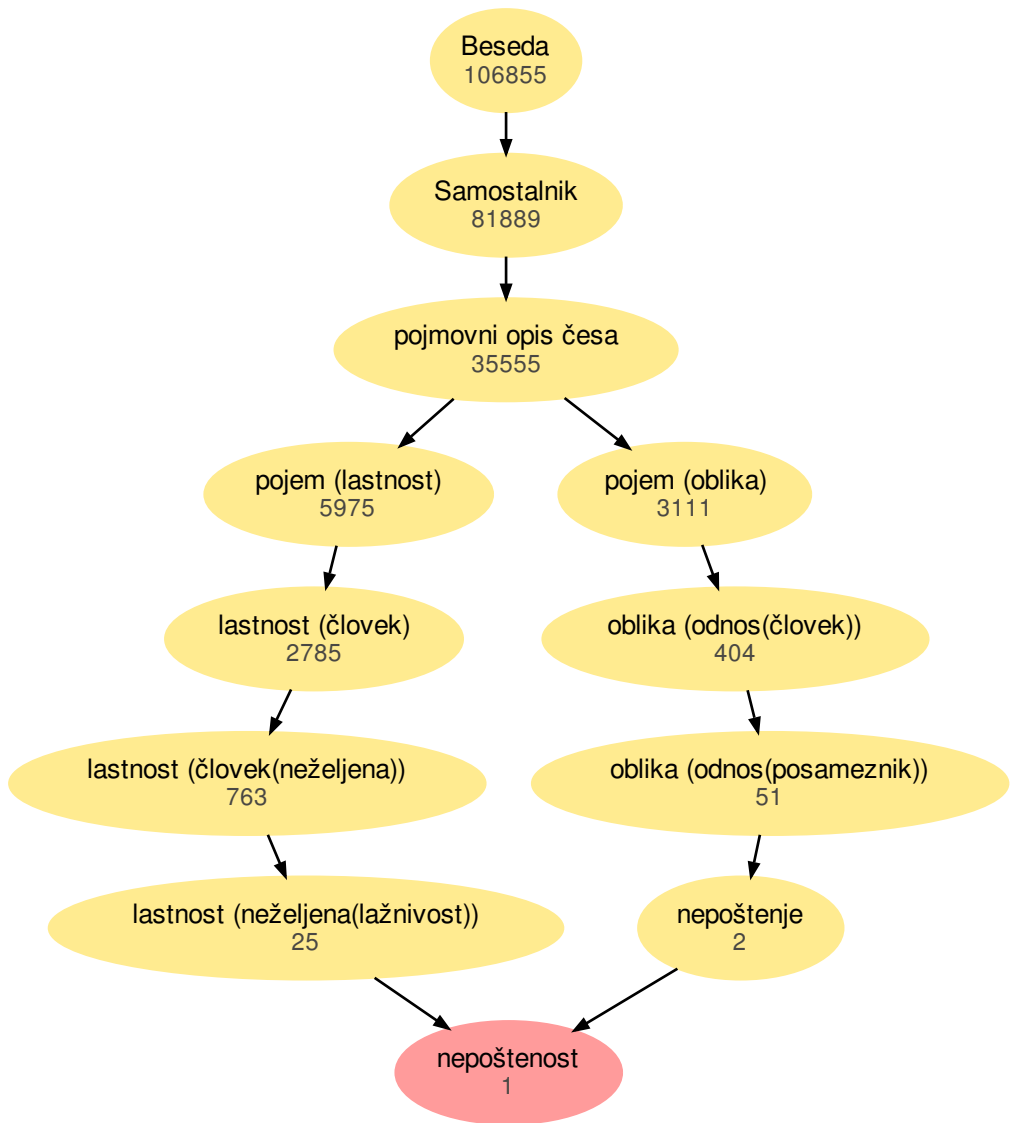 Beseda
106855
Samostalnik
81889
pojmovni opis česa
35555
pojem (lastnost)
5975
pojem (oblika)
3111
lastnost (človek)
2785
oblika (odnos(človek))
404
lastnost (človek(neželjena))
763
oblika (odnos(posameznik))
51
lastnost (neželjena(lažnivost))
25
nepoštenje
2
nepoštenost
1